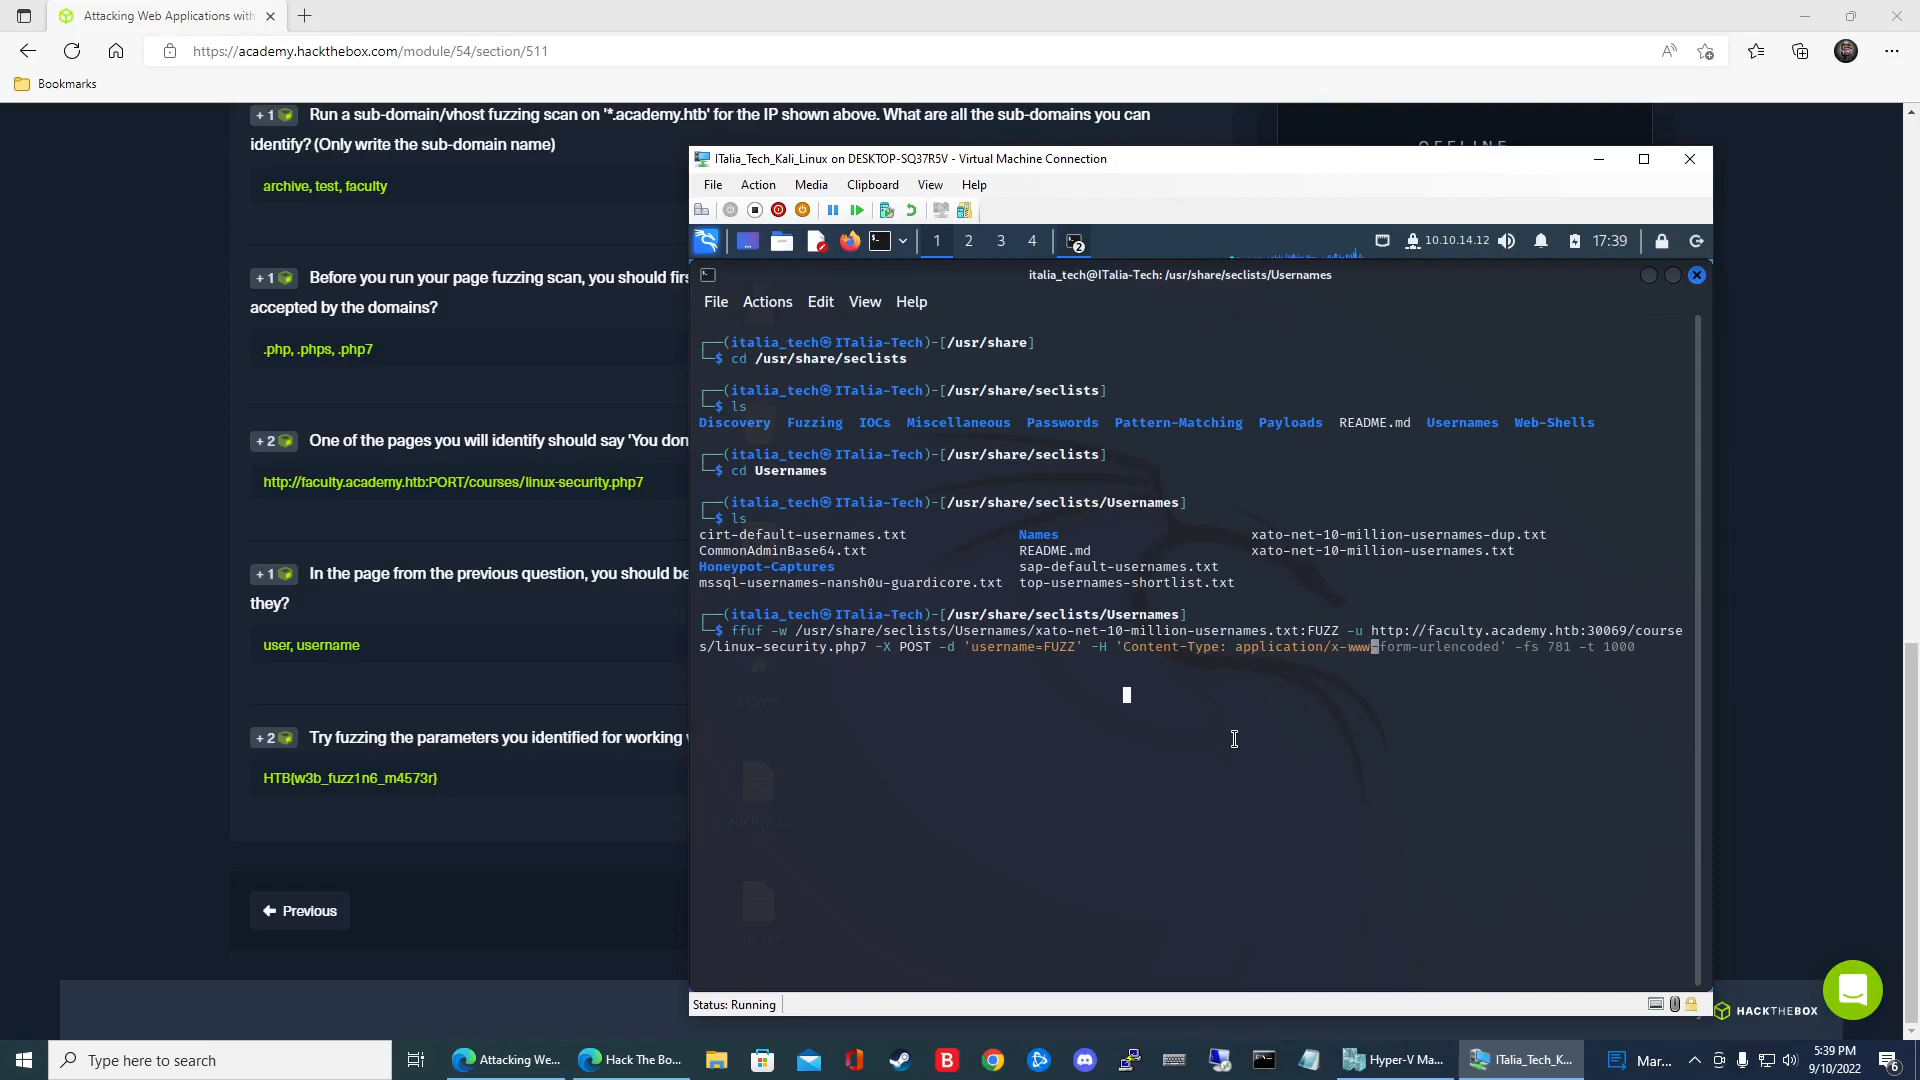 Attacking Web Applications with
https://academy.hackthebox.com/module/54/section/511
Bookmarks
+ 1 Run a sub-domain/vhost fuzzing scan on '*.academy.htb' for the IP shown above. What are all the sub-domains you can
identify? (Only write the sub-domain name)
archive, test, faculty
+ 1 Before you run your page fuzzing scan, you should firs
accepted by the domains?
.php, .phps, .php7
+ 2 One of the pages you will identify should say 'You don
http://faculty.academy.htb:PORT/courses/linux-security.php7
+ 1 In the page from the previous question, you should be
they?
user, username
+ 2 Try fuzzing the parameters you identified for working
HTB{w3b_fuzz1n6_m4573r}
Previous
ITalia_Tech_Kali_Linux on DESKTOP-SQ37R5V - Virtual Machine Connection
File Action Media Clipboard View Help
1 2 3 4 2 10.10.14.12 17:39
italia_tech@ITalia-Tech: /usr/share/seclists/Usernames
File Actions Edit View Help
┌──(italia_tech㉿ITalia-Tech)-[/usr/share]
└─$ cd /usr/share/seclists
┌──(italia_tech㉿ITalia-Tech)-[/usr/share/seclists]
└─$ ls
Discovery Fuzzing IOCs Miscellaneous Passwords Pattern-Matching Payloads README.md Usernames Web-Shells
┌──(italia_tech㉿ITalia-Tech)-[/usr/share/seclists]
└─$ cd Usernames
┌──(italia_tech㉿ITalia-Tech)-[/usr/share/seclists/Usernames]
└─$ ls
cirt-default-usernames.txt Names xato-net-10-million-usernames-dup.txt
CommonAdminBase64.txt README.md xato-net-10-million-usernames.txt
Honeypot-Captures sap-default-usernames.txt
mssql-usernames-nansh0u-guardicore.txt top-usernames-shortlist.txt
┌──(italia_tech㉿ITalia-Tech)-[/usr/share/seclists/Usernames]
└─$ ffuf -w /usr/share/seclists/Usernames/xato-net-10-million-usernames.txt:FUZZ -u http://faculty.academy.htb:30069/course
s/linux-security.php7 -X POST -d 'username=FUZZ' -H 'Content-Type: application/x-www-form-urlencoded' -fs 781 -t 1000
Status: Running
HACKTHEBOX
Type here to search
Attacking We...
Hack The Bo...
Hyper-V Ma...
ITalia_Tech_K...
Mar...
5:39 PM
9/10/2022
6